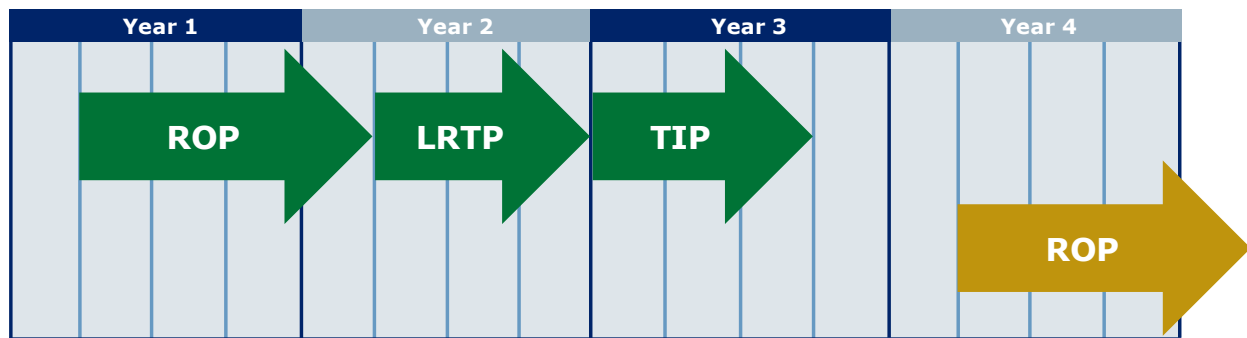 Year 1 Year 2 Year 3 Year 4
ROP LRTP TIP
ROP